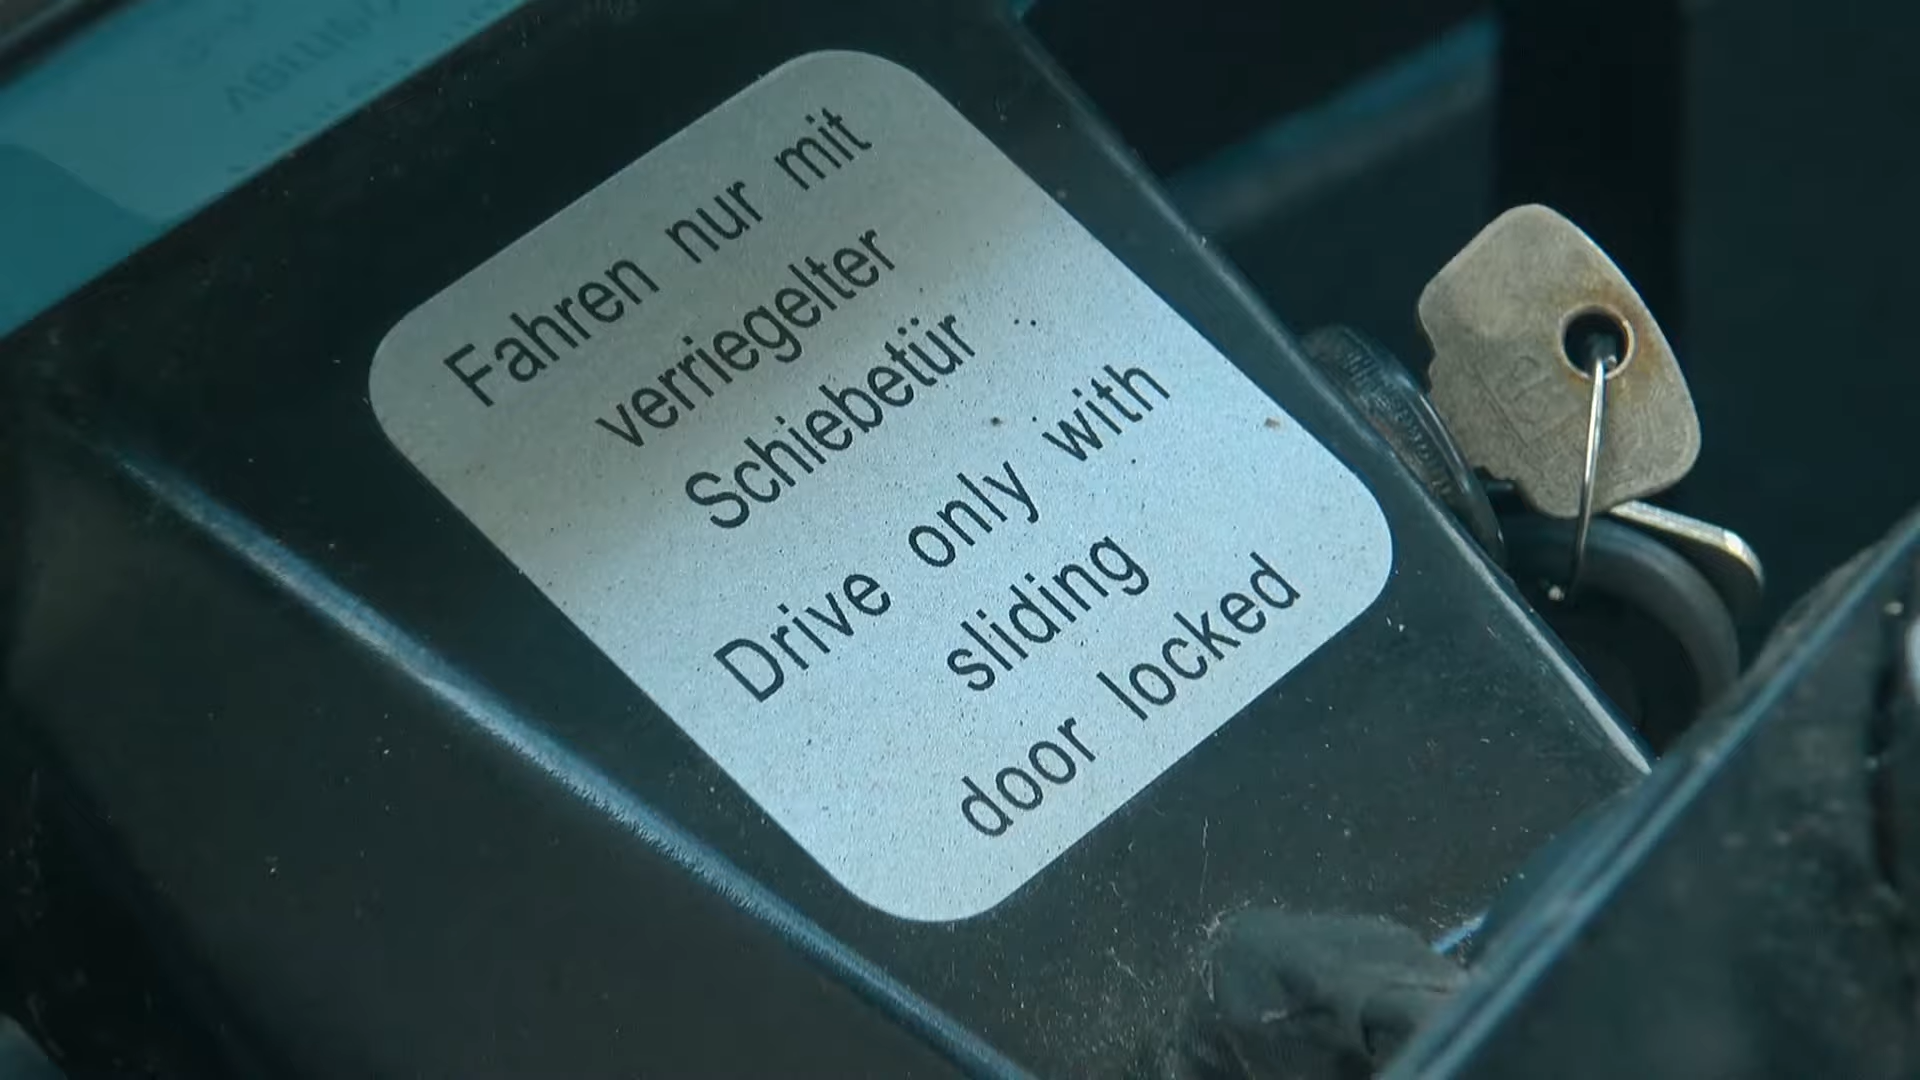 Fahren nur mit
verriegelter
Schiebetür
Drive only with
sliding
door locked